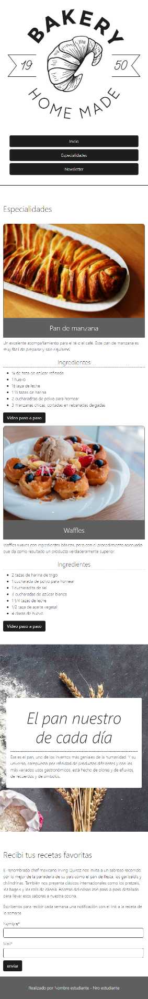 BAKERY
19 50
HOME MADE
Inicio
Especialidades
Newsletter
Especialidades
Pan de manzana
Un excelente acompañamiento para el té o el café. Este pan de manzana es
muy fácil de preparar y sale riquísimo.
Ingredientes
¾ de taza de azúcar refinada
1 huevo
½ taza de leche
1 ½ tazas de harina
2 cucharaditas de polvo para hornear
3 manzanas chicas, cortadas en rebanadas delgadas
Video paso a paso
Waffles
Waffles suaves con ingredientes básicos, pero con el procedimiento adecuado
que da como resultado un producto verdaderamente superior.
Ingredientes
2 tazas de harina de trigo
1 cucharada de polvo para hornear
1 cucharadita de sal
3 cucharadas de azúcar blanca
1 1/4 tazas de leche
1/2 taza de aceite vegetal
4 claras de huevo
Video paso a paso
El pan nuestro
de cada día
Ese es el pan, uno de los inventos más geniales de la humanidad. Y su
universo, compuesto por infinidad de productos diferentes y con los
más variados usos gastronómicos, está hecho de olores y de efluvios,
de recuerdos y de símbolos.
Recibi tus recetas favoritas
El renombrado chef mexicano Irving Quiroz nos invita a un sabroso recorrido
por lo mejor de la panadería de su país como el pan de fiesta, los garibaldis y
chilindrinas. También nos presenta clásicos internacionales como los pretzels,
los bagels y los rolls de canela. Recetas deliciosas con paso a paso detallado
para llevar esos sabores a nuestra cocina.
Escribenos para recibir cada semana una notificación con el link a la receta de
la semana
Nombre*
Mail*
enviar
Realizado por Nombre estudiante - Nro estudiante